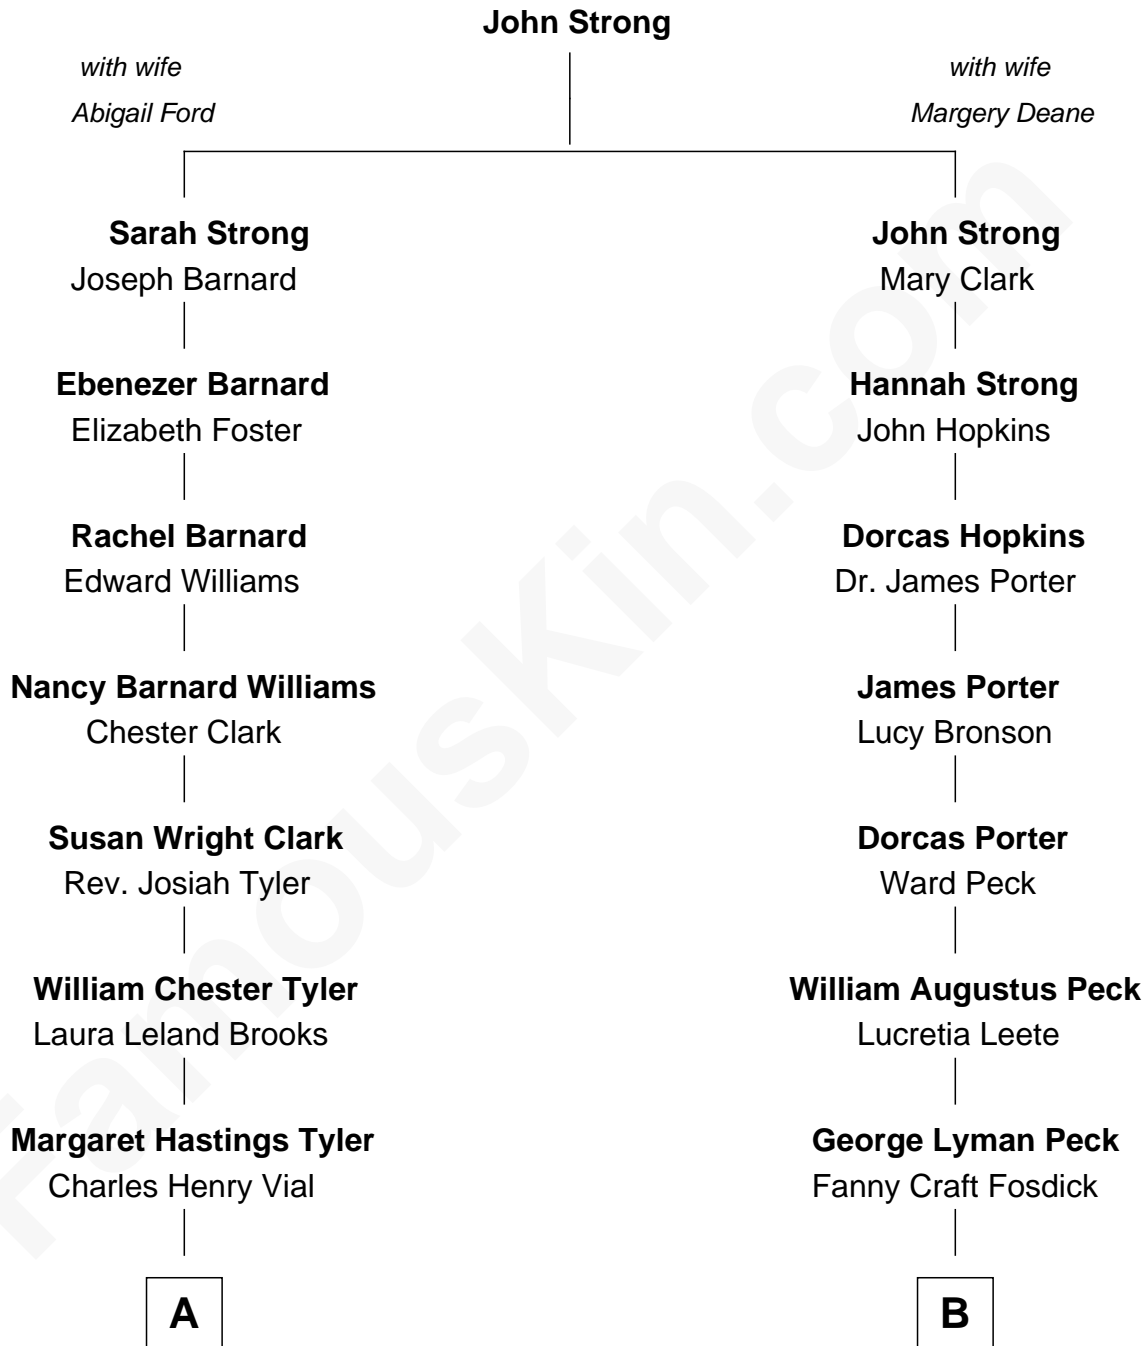 John Strong
with wife
Abigail Ford
with wife
Margery Deane
Sarah Strong
Joseph Barnard
John Strong
Mary Clark
Ebenezer Barnard
Elizabeth Foster
Hannah Strong
John Hopkins
Rachel Barnard
Edward Williams
Dorcas Hopkins
Dr. James Porter
Nancy Barnard Williams
Chester Clark
James Porter
Lucy Bronson
Susan Wright Clark
Rev. Josiah Tyler
Dorcas Porter
Ward Peck
William Chester Tyler
Laura Leland Brooks
William Augustus Peck
Lucretia Leete
Margaret Hastings Tyler
Charles Henry Vial
George Lyman Peck
Fanny Craft Fosdick
A
B
FamousKin.com